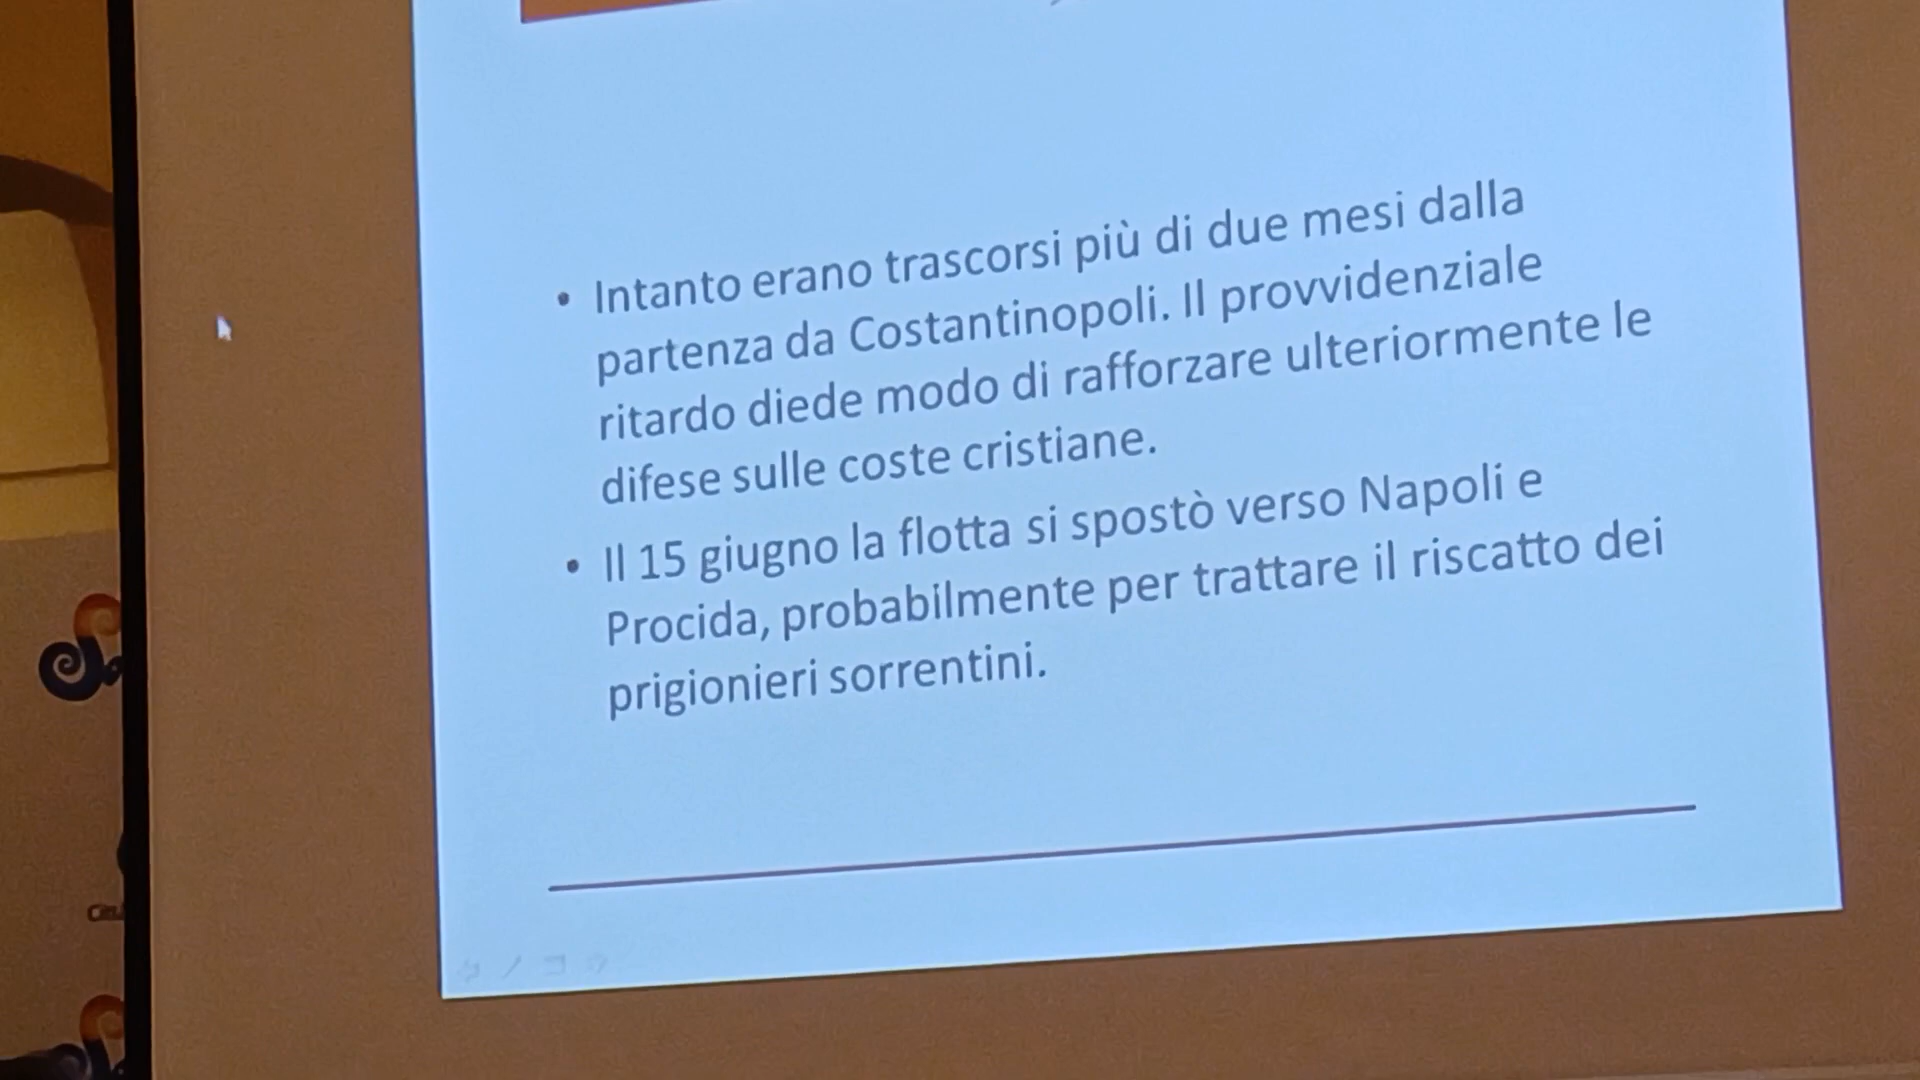 • Intanto erano trascorsi più di due mesi dalla
partenza da Costantinopoli. Il provvidenziale
ritardo diede modo di rafforzare ulteriormente le
difese sulle coste cristiane.
• Il 15 giugno la flotta si spostò verso Napoli e
Procida, probabilmente per trattare il riscatto dei
prigionieri sorrentini.